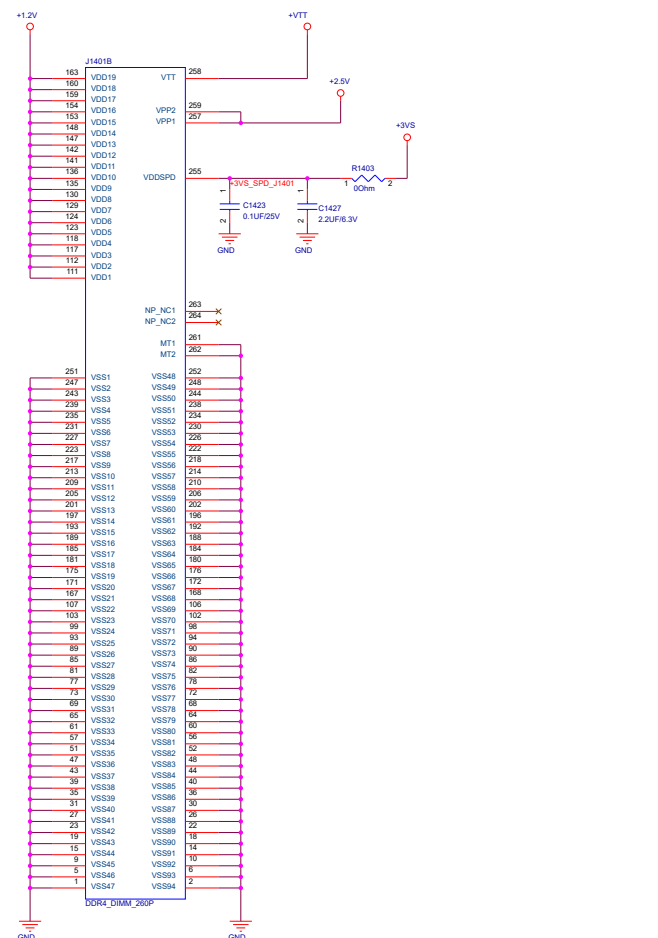 +1.2V
+VTT
+2.5V
+3VS
J1401B
163 VDD19 VTT 258
160 VDD18
159 VDD17
154 VDD16 VPP2 259
153 VDD15 VPP1 257
148 VDD14
147 VDD13
142 VDD12
141 VDD11
136 VDD10 VDDSPD 255
135 VDD9
130 VDD8
129 VDD7
124 VDD6
123 VDD5
118 VDD4
117 VDD3
112 VDD2
111 VDD1
+3VS_SPD_J1401
R1403
1 2
0Ohm
1
C1423
0.1UF/25V
2
GND
1
C1427
2.2UF/6.3V
2
GND
NP_NC1 263
NP_NC2 264
MT1 261
MT2 262
251 VSS1 VSS48 252
247 VSS2 VSS49 248
243 VSS3 VSS50 244
239 VSS4 VSS51 238
235 VSS5 VSS52 234
231 VSS6 VSS53 230
227 VSS7 VSS54 226
223 VSS8 VSS55 222
217 VSS9 VSS56 218
213 VSS10 VSS57 214
209 VSS11 VSS58 210
205 VSS12 VSS59 206
201 VSS13 VSS60 202
197 VSS14 VSS61 196
193 VSS15 VSS62 192
189 VSS16 VSS63 188
185 VSS17 VSS64 184
181 VSS18 VSS65 180
175 VSS19 VSS66 176
171 VSS20 VSS67 172
167 VSS21 VSS68 168
107 VSS22 VSS69 106
103 VSS23 VSS70 102
99 VSS24 VSS71 98
93 VSS25 VSS72 94
89 VSS26 VSS73 90
85 VSS27 VSS74 86
81 VSS28 VSS75 82
77 VSS29 VSS76 78
73 VSS30 VSS77 72
69 VSS31 VSS78 68
65 VSS32 VSS79 64
61 VSS33 VSS80 60
57 VSS34 VSS81 56
51 VSS35 VSS82 52
47 VSS36 VSS83 48
43 VSS37 VSS84 44
39 VSS38 VSS85 40
35 VSS39 VSS86 36
31 VSS40 VSS87 30
27 VSS41 VSS88 26
23 VSS42 VSS89 22
19 VSS43 VSS90 18
15 VSS44 VSS91 14
9 VSS45 VSS92 10
5 VSS46 VSS93 6
1 VSS47 VSS94 2
DDR4_DIMM_260P
GND
GND